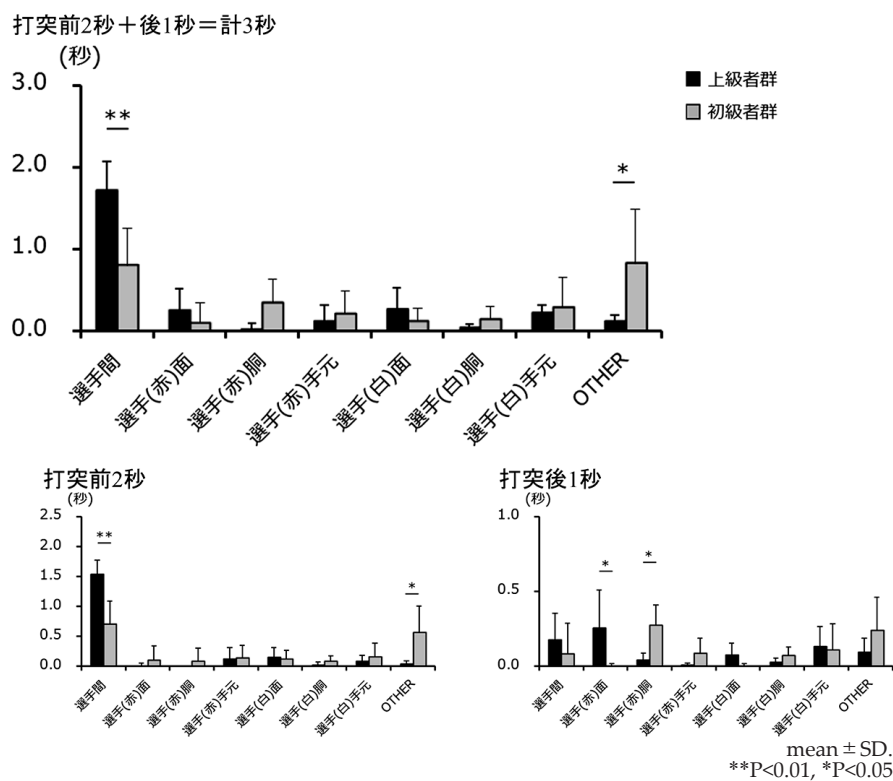 打突前2秒＋後1秒＝計3秒
(秒)
3.0
2.0
1.0
0.0
**
*
上級者群
初級者群
選手間
選手(赤)面
選手(赤)胴
選手(赤)手元
選手(白)面
選手(白)胴
選手(白)手元
OTHER
打突前2秒
(秒)
2.5
2.0
1.5
1.0
0.5
0.0
**
*
選手間
選手(赤)面
選手(赤)胴
選手(赤)手元
選手(白)面
選手(白)胴
選手(白)手元
OTHER
打突後1秒
(秒)
1.0
0.5
0.0
*
*
選手間
選手(赤)面
選手(赤)胴
選手(赤)手元
選手(白)面
選手(白)胴
選手(白)手元
OTHER
mean ± SD.
**P<0.01, *P<0.05